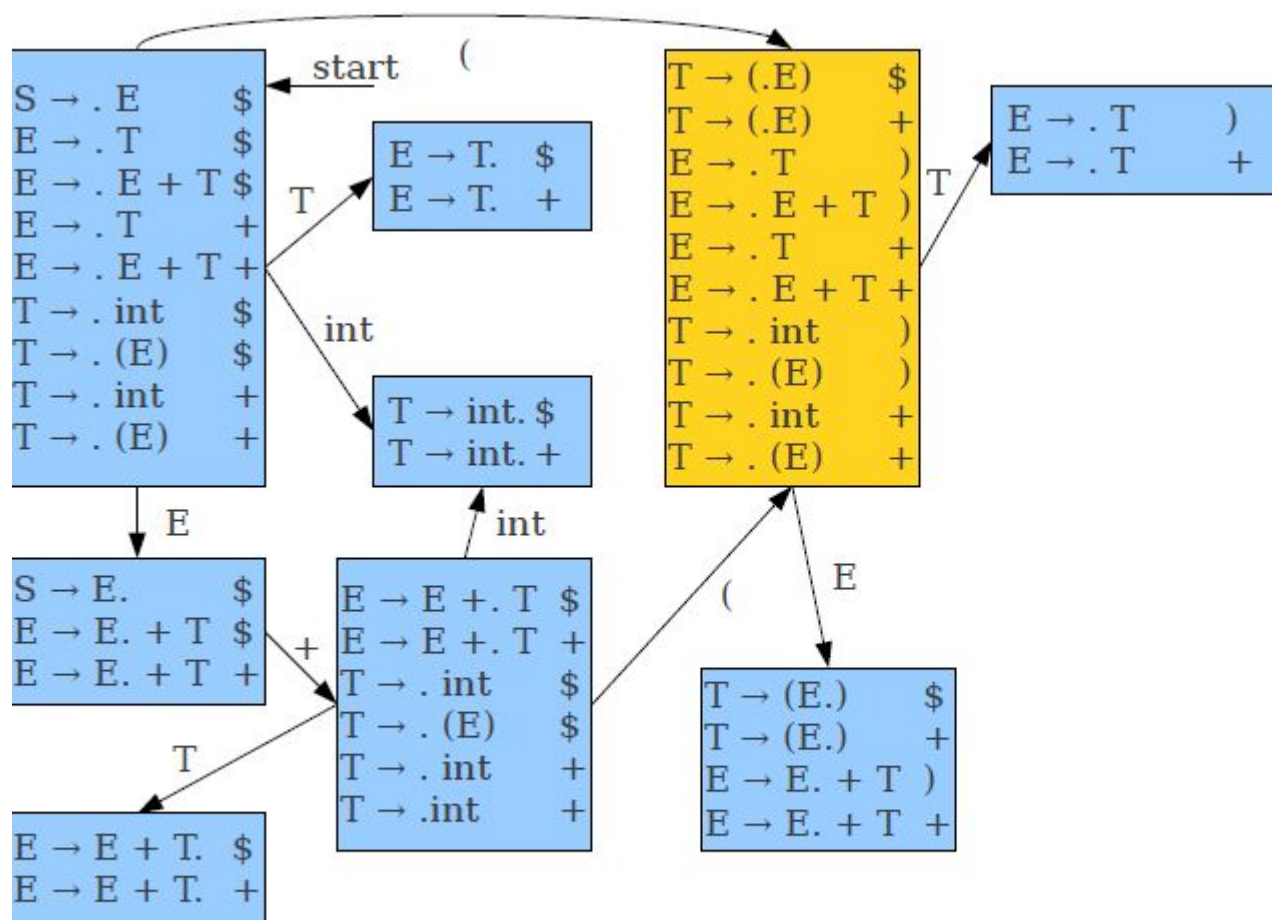 (
start
S → . E $
E → . T $
E → . E + T $
E → . T +
E → . E + T +
T → . int $
T → . (E) $
T → . int +
T → . (E) +
T
E → T. $
E → T. +
int
T → int. $
T → int. +
T → (.E) $
T → (.E) +
E → . T )
E → . E + T )
E → . T +
E → . E + T +
T → . int )
T → . (E) )
T → . int +
T → . (E) +
T
E → . T )
E → . T +
E
S → E. $
E → E. + T $
E → E. + T +
+
int
E → E +. T $
E → E +. T +
T → . int $
T → . (E) $
T → . int +
T → .int +
(
E
T → (E.) $
T → (E.) +
E → E. + T )
E → E. + T +
T
E → E + T. $
E → E + T. +